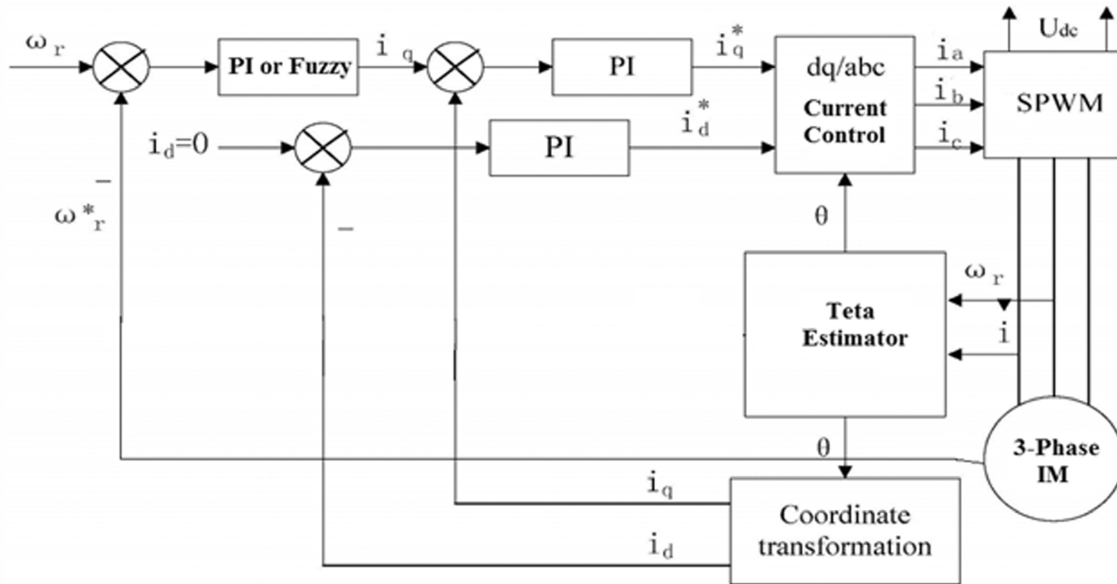 ω r
PI or Fuzzy
i q
PI
i*q
dq/abc
Current
Control
ia
ib
ic
Udc
SPWM
id=0
PI
i*d
−
ω*r
−
θ
Teta
Estimator
ωr
i
θ
3-Phase
IM
iq
id
Coordinate
transformation